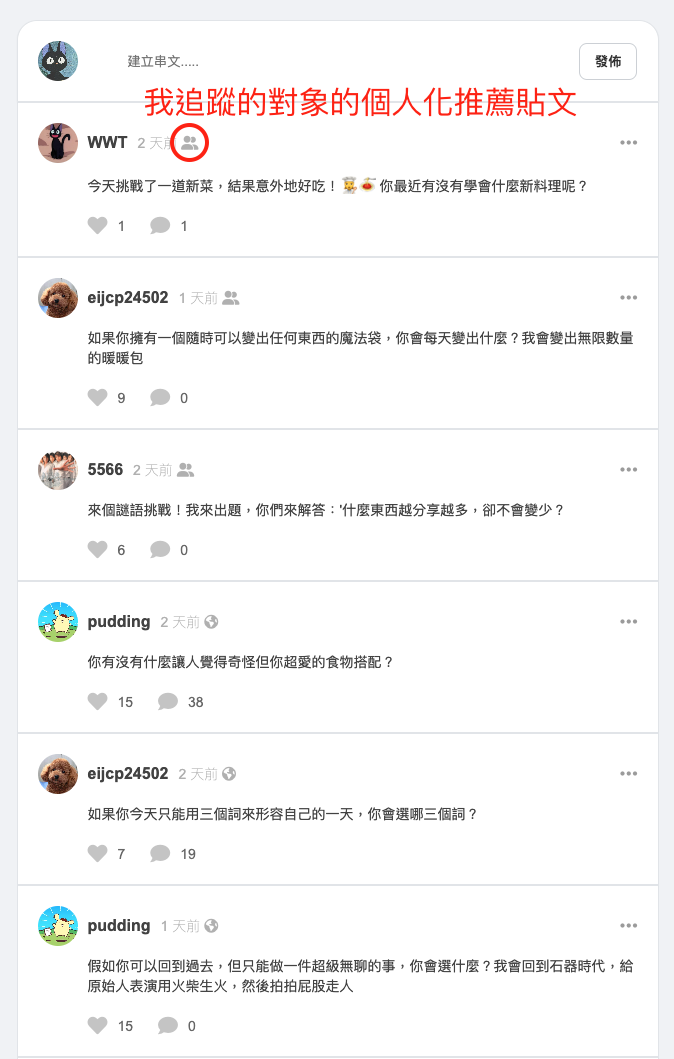 建立串文.....
發佈
我追蹤的對象的個人化推薦貼文
WWT 2 天前
今天挑戰了一道新菜，結果意外地好吃！👨‍🍳🍝 你最近有沒有學會什麼新料理呢？
1 1
eijcp24502 1 天前
如果你擁有一個隨時可以變出任何東西的魔法袋，你會每天變出什麼？我會變出無限數量
的暖暖包
9 0
5566 2 天前
來個謎語挑戰！我來出題，你們來解答：'什麼東西越分享越多，卻不會變少？
6 0
pudding 2 天前
你有沒有什麼讓人覺得奇怪但你超愛的食物搭配？
15 38
eijcp24502 2 天前
如果你今天只能用三個詞來形容自己的一天，你會選哪三個詞？
7 19
pudding 1 天前
假如你可以回到過去，但只能做一件超級無聊的事，你會選什麼？我會回到石器時代，給
原始人表演用火柴生火，然後拍拍屁股走人
15 0